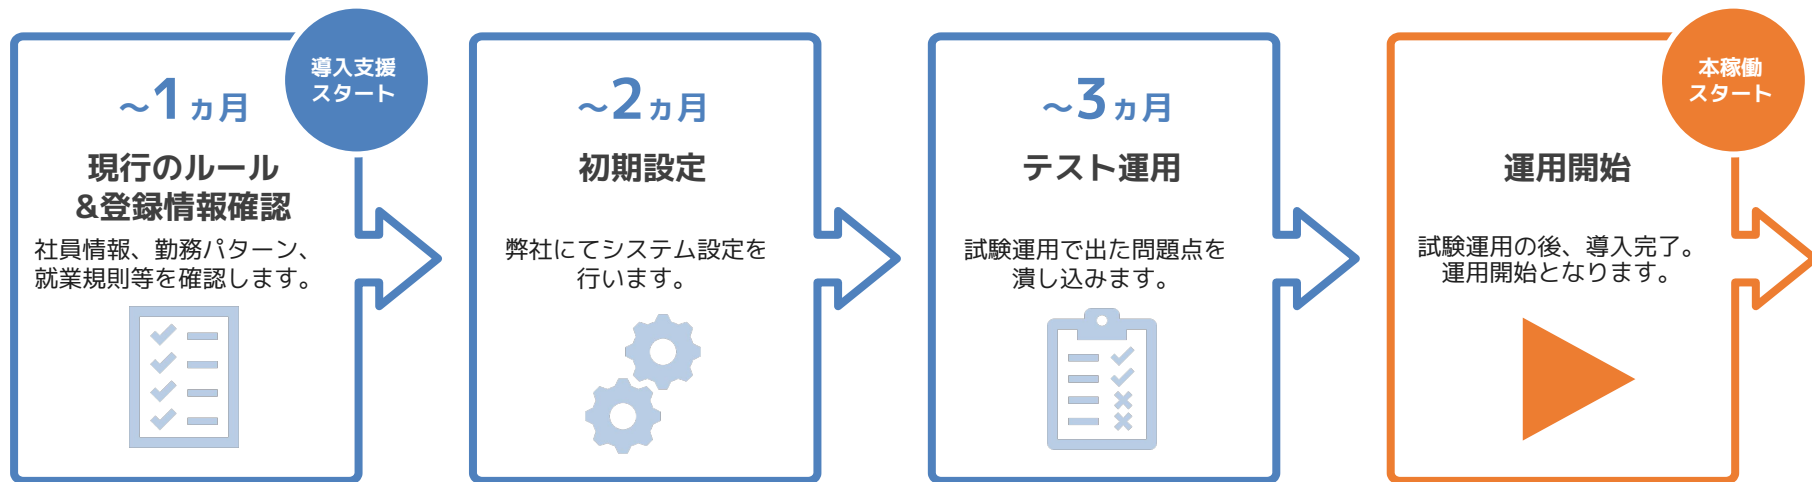 導入支援
スタート
～1ヵ月
現行のルール
&登録情報確認
社員情報、勤務パターン、
就業規則等を確認します。
～2ヵ月
初期設定
弊社にてシステム設定を
行います。
～3ヵ月
テスト運用
試験運用で出た問題点を
潰し込みます。
本稼働
スタート
運用開始
試験運用の後、導入完了。
運用開始となります。